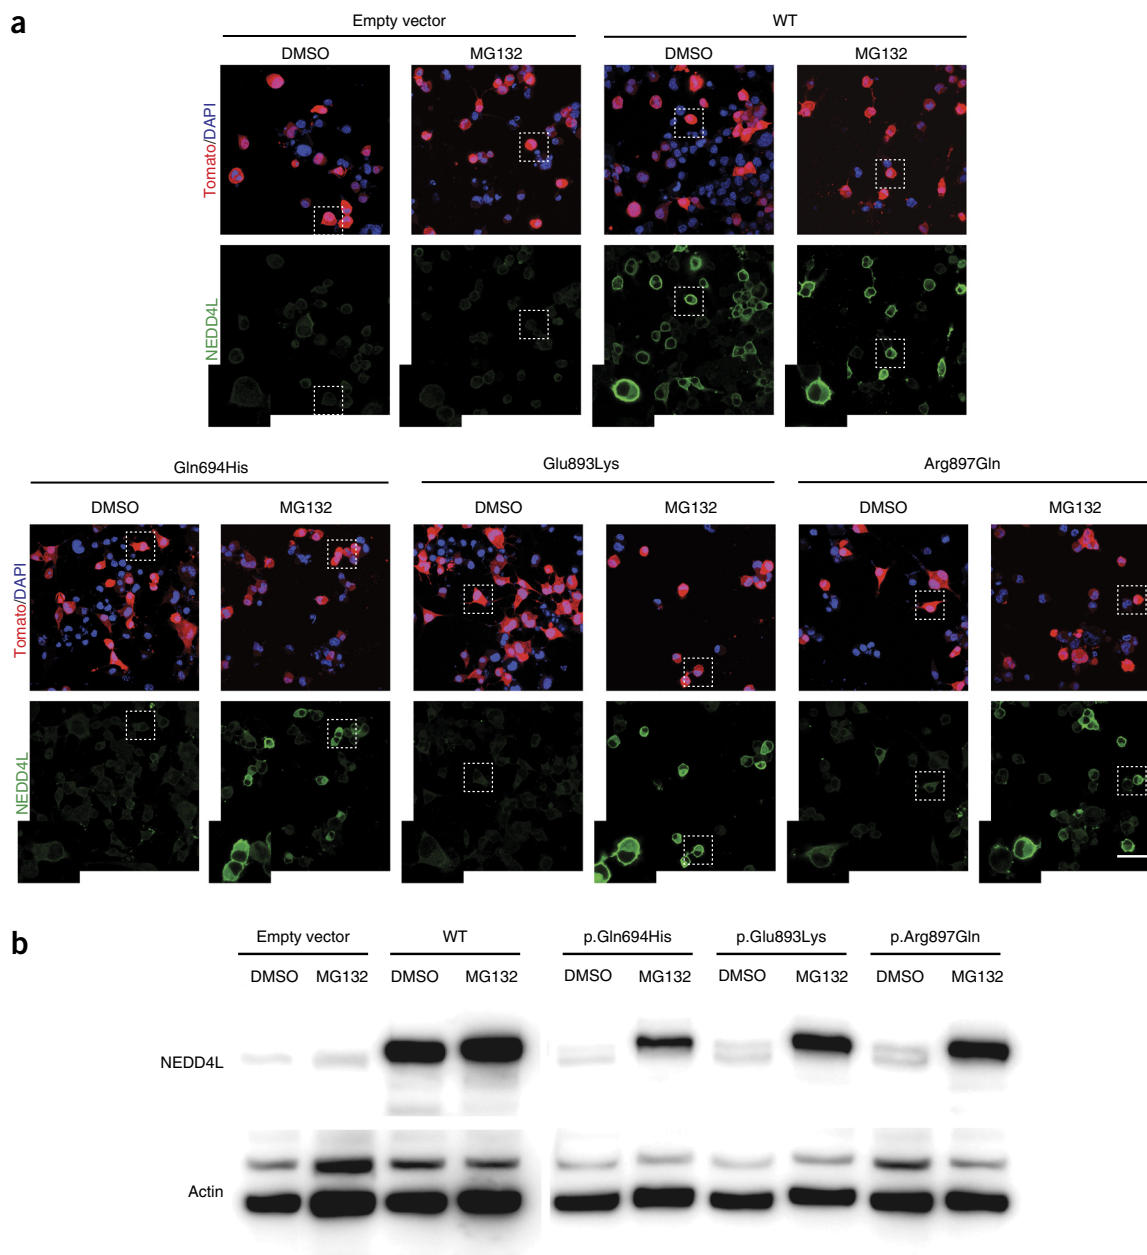 a
Empty vector WT
DMSO MG132 DMSO MG132
Tomato/DAPI
NEDD4L
Gln694His Glu893Lys Arg897Gln
DMSO MG132 DMSO MG132 DMSO MG132
Tomato/DAPI
NEDD4L
b
Empty vector WT p.Gln694His p.Glu893Lys p.Arg897Gln
DMSO MG132 DMSO MG132 DMSO MG132 DMSO MG132 DMSO MG132
NEDD4L
Actin